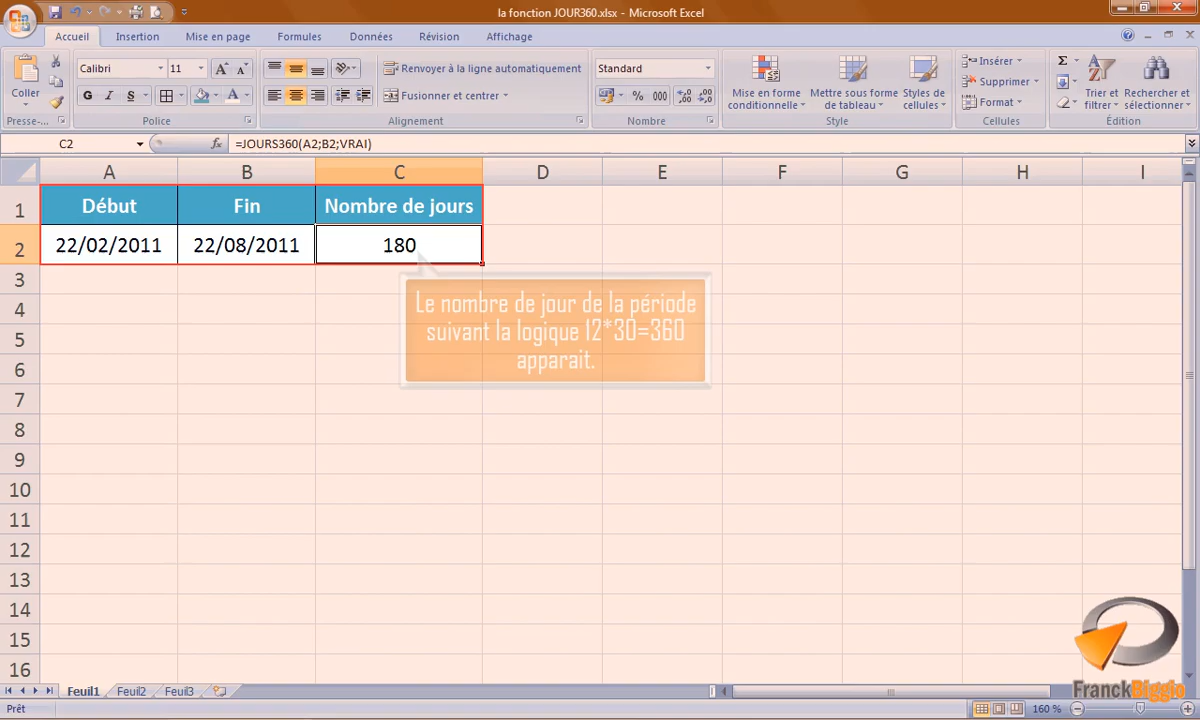 la fonction JOUR360.xlsx - Microsoft Excel
Accueil Insertion Mise en page Formules Données Révision Affichage
Coller
Presse-...
Calibri 11
G I S
Police
Renvoyer à la ligne automatiquement
Fusionner et centrer
Alignement
Standard
% 000
Nombre
Mise en forme conditionnelle
Mettre sous forme de tableau
Styles de cellules
Style
Insérer
Supprimer
Format
Cellules
Σ
Trier et filtrer
Rechercher et sélectionner
Édition
C2 fx =JOURS360(A2;B2;VRAI)
A B C D E F G H I
1 Début Fin Nombre de jours
2 22/02/2011 22/08/2011 180
3
4
5
6
7
8
9
10
11
12
13
14
15
16
Le nombre de jour de la période
suivant la logique 12*30=360
apparait.
FranckBiggio
Feuil1 Feuil2 Feuil3
Prêt 160 %